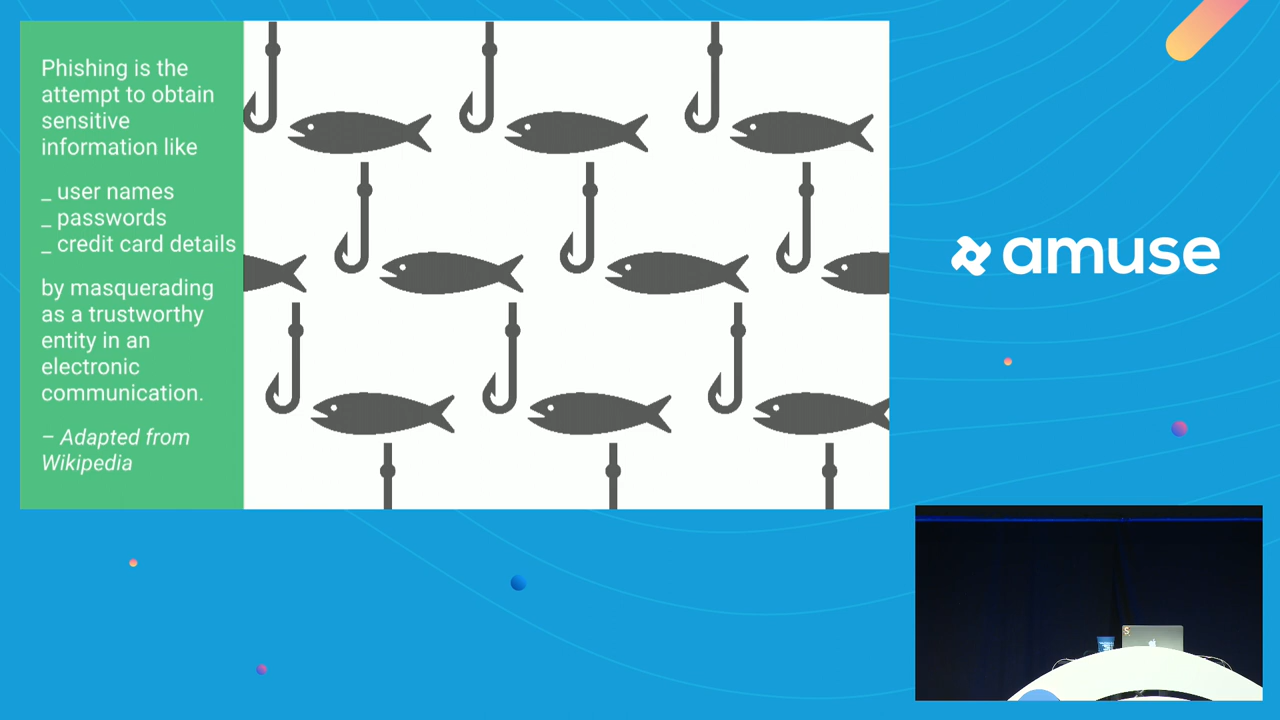 Phishing is the
attempt to obtain
sensitive
information like
_ user names
_ passwords
_ credit card details
by masquerading
as a trustworthy
entity in an
electronic
communication.
– Adapted from
Wikipedia
amuse